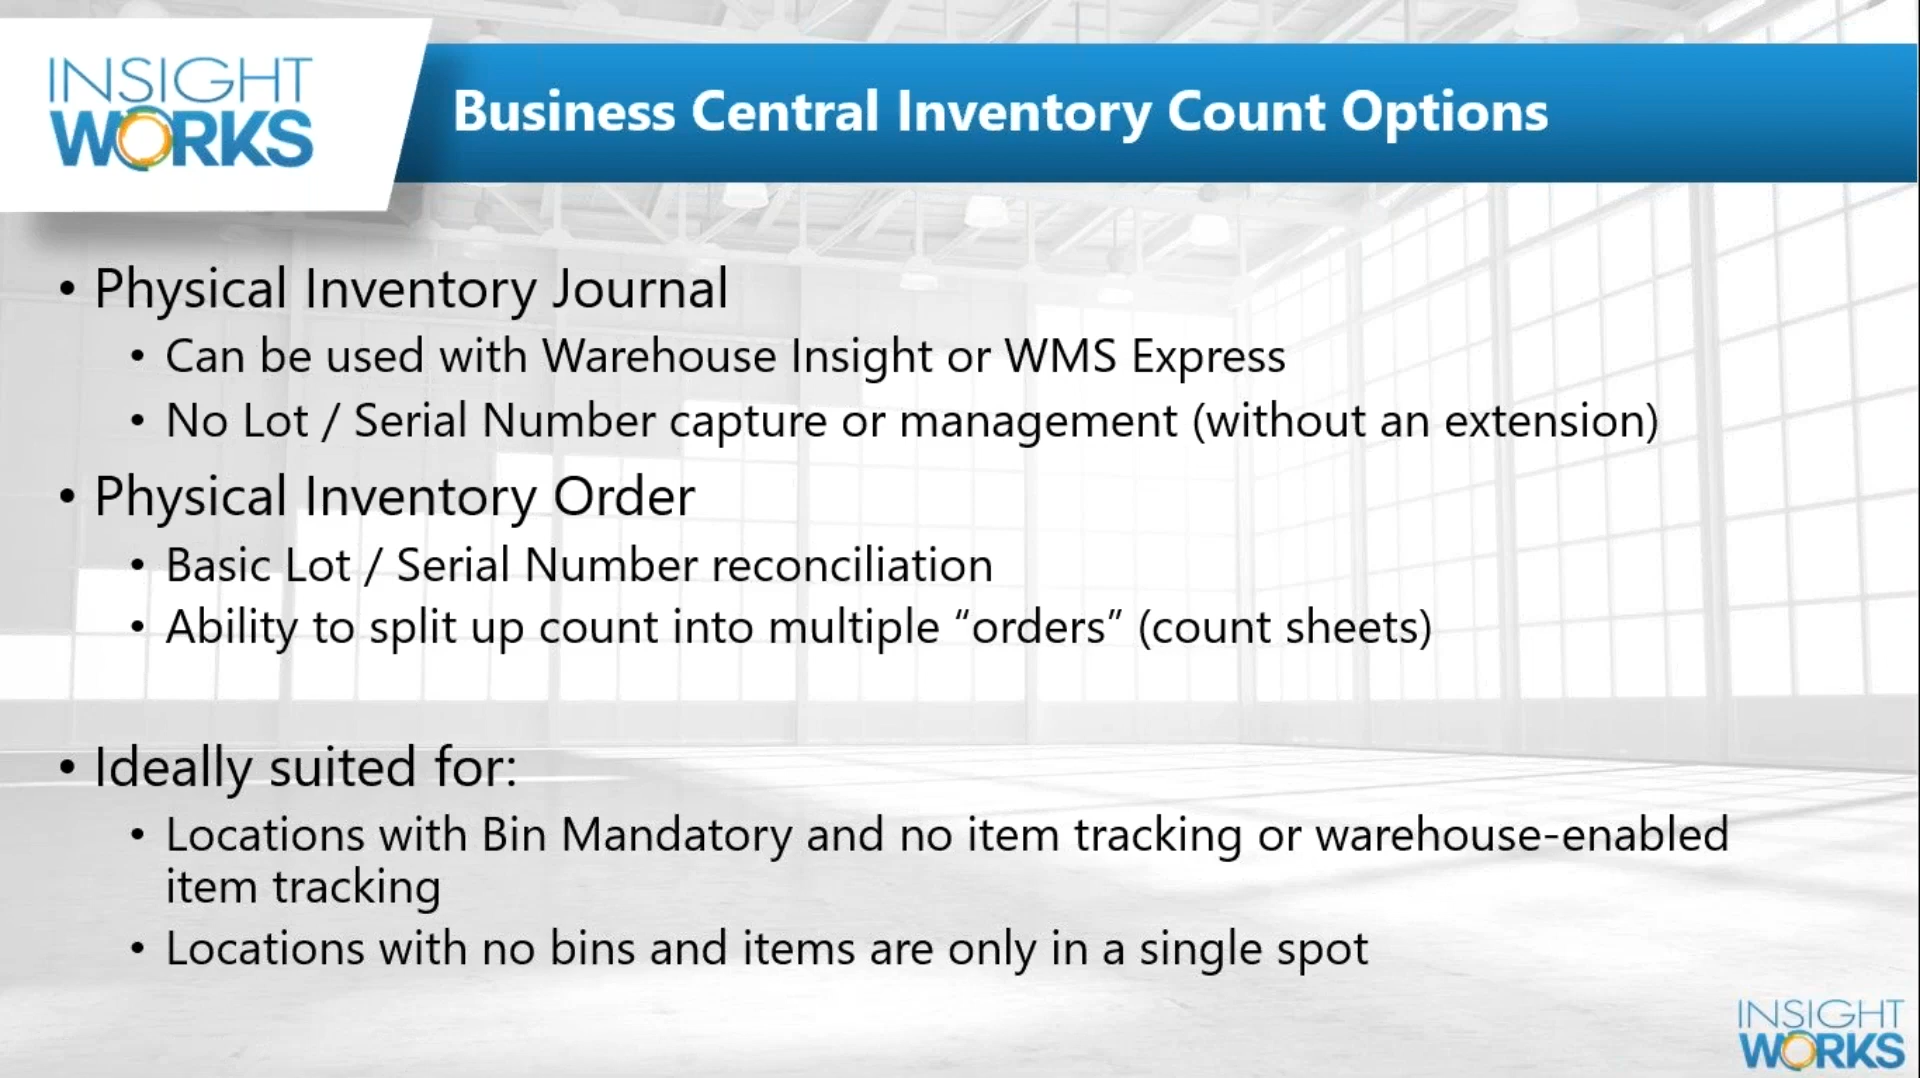 INSIGHT
WORKS
Business Central Inventory Count Options
• Physical Inventory Journal
• Can be used with Warehouse Insight or WMS Express
• No Lot / Serial Number capture or management (without an extension)
• Physical Inventory Order
• Basic Lot / Serial Number reconciliation
• Ability to split up count into multiple “orders” (count sheets)
• Ideally suited for:
• Locations with Bin Mandatory and no item tracking or warehouse-enabled
item tracking
• Locations with no bins and items are only in a single spot
INSIGHT
WORKS